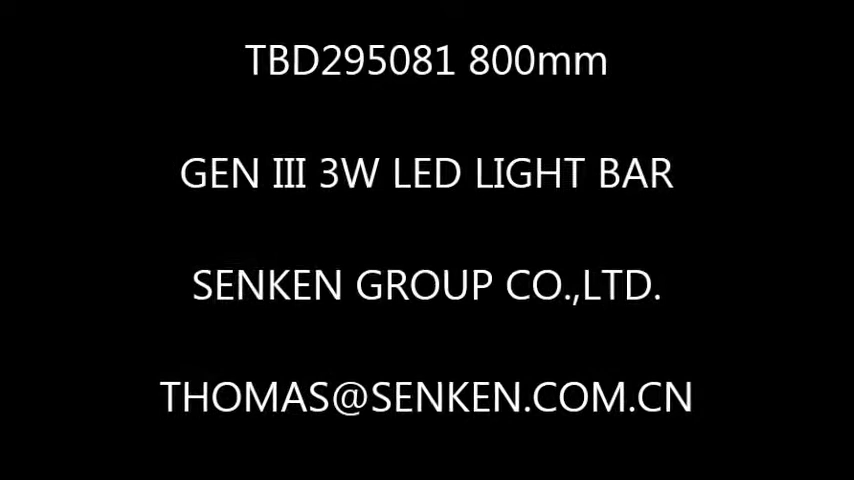 TBD295081 800mm
GEN III 3W LED LIGHT BAR
SENKEN GROUP CO.,LTD.
THOMAS@SENKEN.COM.CN